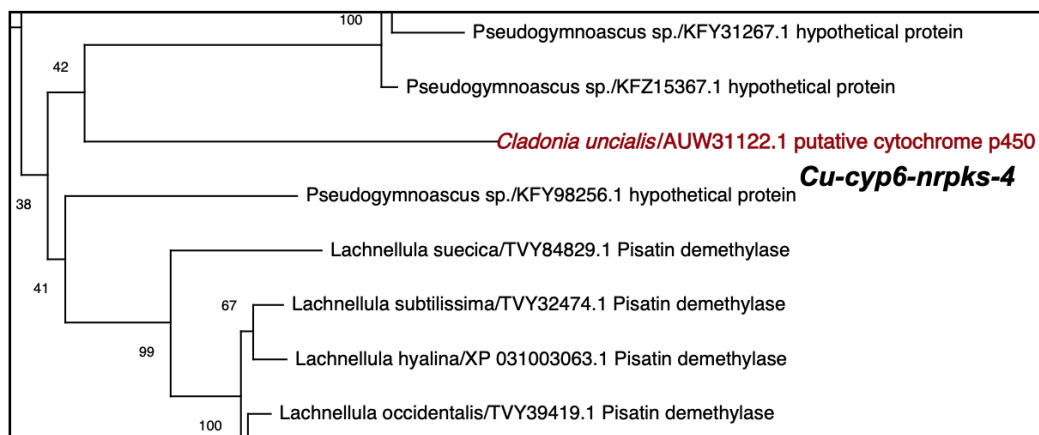 100
Pseudogymnoascus sp./KFY31267.1 hypothetical protein
42
Pseudogymnoascus sp./KFZ15367.1 hypothetical protein
Cladonia uncialis/AUW31122.1 putative cytochrome p450
Cu-cyp6-nrpks-4
Pseudogymnoascus sp./KFY98256.1 hypothetical protein
38
Lachnellula suecica/TVY84829.1 Pisatin demethylase
41
67
Lachnellula subtilissima/TVY32474.1 Pisatin demethylase
99
Lachnellula hyalina/XP 031003063.1 Pisatin demethylase
Lachnellula occidentalis/TVY39419.1 Pisatin demethylase
100